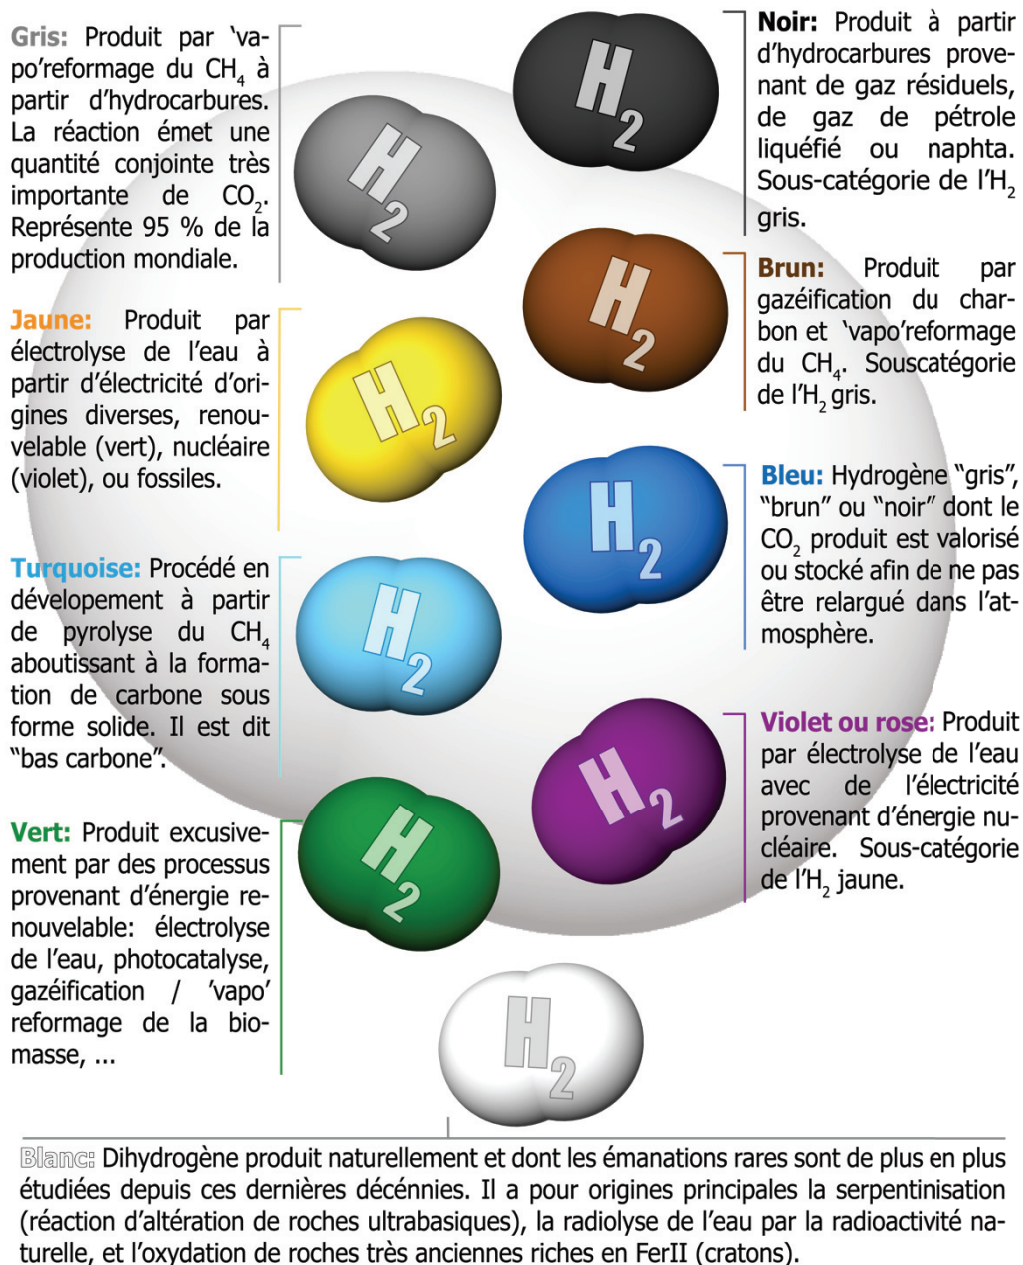 Gris: Produit par 'va-
po'reformage du CH₄ à
partir d'hydrocarbures.
La réaction émet une
quantité conjointe très
importante de CO₂.
Représente 95 % de la
production mondiale.
H₂
Noir: Produit à partir
d'hydrocarbures prove-
nant de gaz résiduels,
de gaz de pétrole
liquéfié ou naphta.
Sous-catégorie de l'H₂
gris.
H₂
Brun: Produit par
gazéification du char-
bon et 'vapo'reformage
du CH₄. Souscatégorie
de l'H₂ gris.
H₂
Jaune: Produit par
électrolyse de l'eau à
partir d'électricité d'ori-
gines diverses, renou-
velable (vert), nucléaire
(violet), ou fossiles.
H₂
Bleu: Hydrogène "gris",
"brun" ou "noir" dont le
CO₂ produit est valorisé
ou stocké afin de ne pas
être relargué dans l'at-
mosphère.
H₂
Turquoise: Procédé en
dévelopement à partir
de pyrolyse du CH₄
aboutissant à la forma-
tion de carbone sous
forme solide. Il est dit
"bas carbone".
H₂
Violet ou rose: Produit
par électrolyse de l'eau
avec de l'électricité
provenant d'énergie nu-
cléaire. Sous-catégorie
de l'H₂ jaune.
H₂
Vert: Produit excusive-
ment par des processus
provenant d'énergie re-
nouvelable: électrolyse
de l'eau, photocatalyse,
gazéification / 'vapo'
reformage de la bio-
masse, ...
H₂
H₂
Blanc: Dihydrogène produit naturellement et dont les émanations rares sont de plus en plus
étudiées depuis ces dernières décénnies. Il a pour origines principales la serpentinisation
(réaction d'altération de roches ultrabasiques), la radiolyse de l'eau par la radioactivité na-
turelle, et l'oxydation de roches très anciennes riches en FerII (cratons).